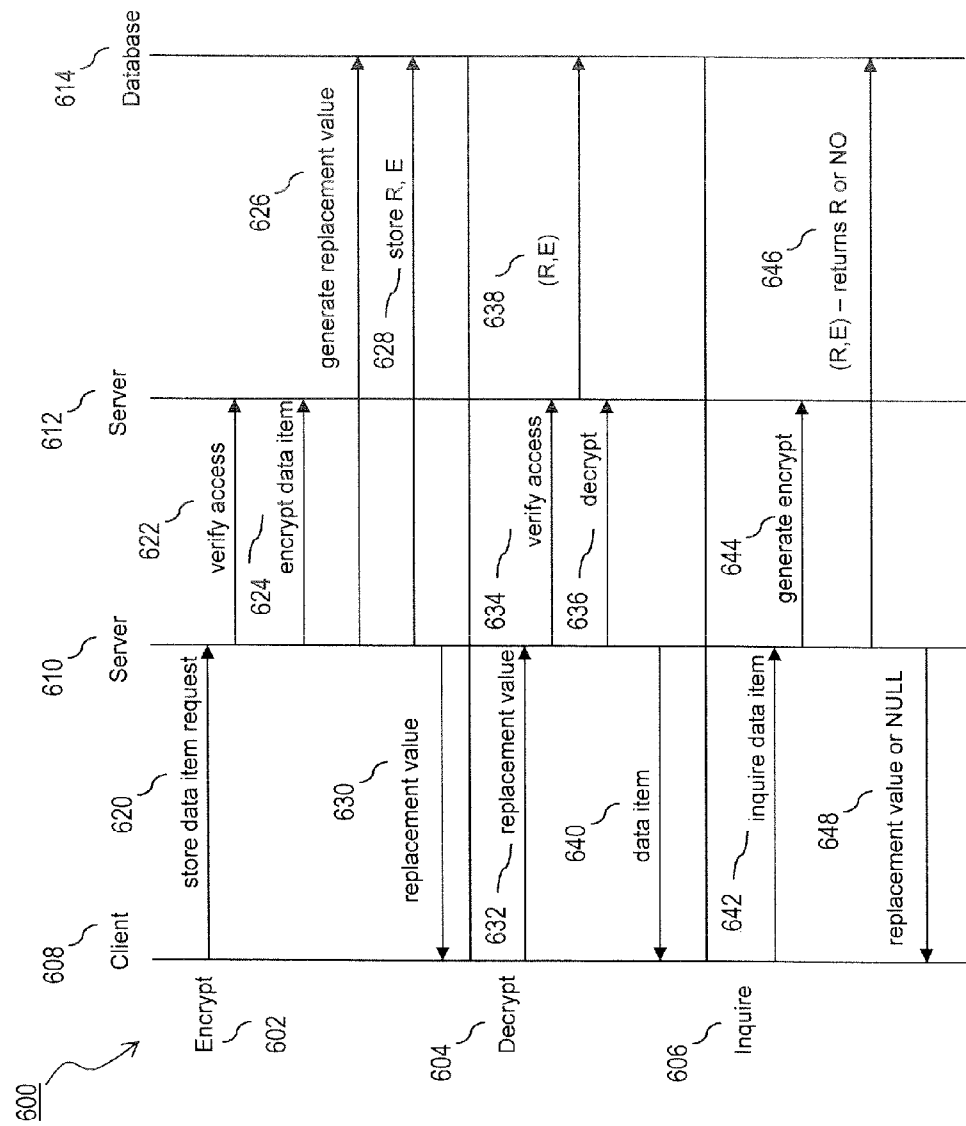 600
608
Client
610
Server
612
Server
614
Database
Encrypt
602
620
store data item request
622
verify access
624
encrypt data item
626
generate replacement value
628
store R, E
630
replacement value
604
Decrypt
632
replacement value
634
verify access
636
decrypt
638
(R,E)
640
data item
606
Inquire
642
inquire data item
644
generate encrypt
646
(R,E) – returns R or NO
648
replacement value or NULL